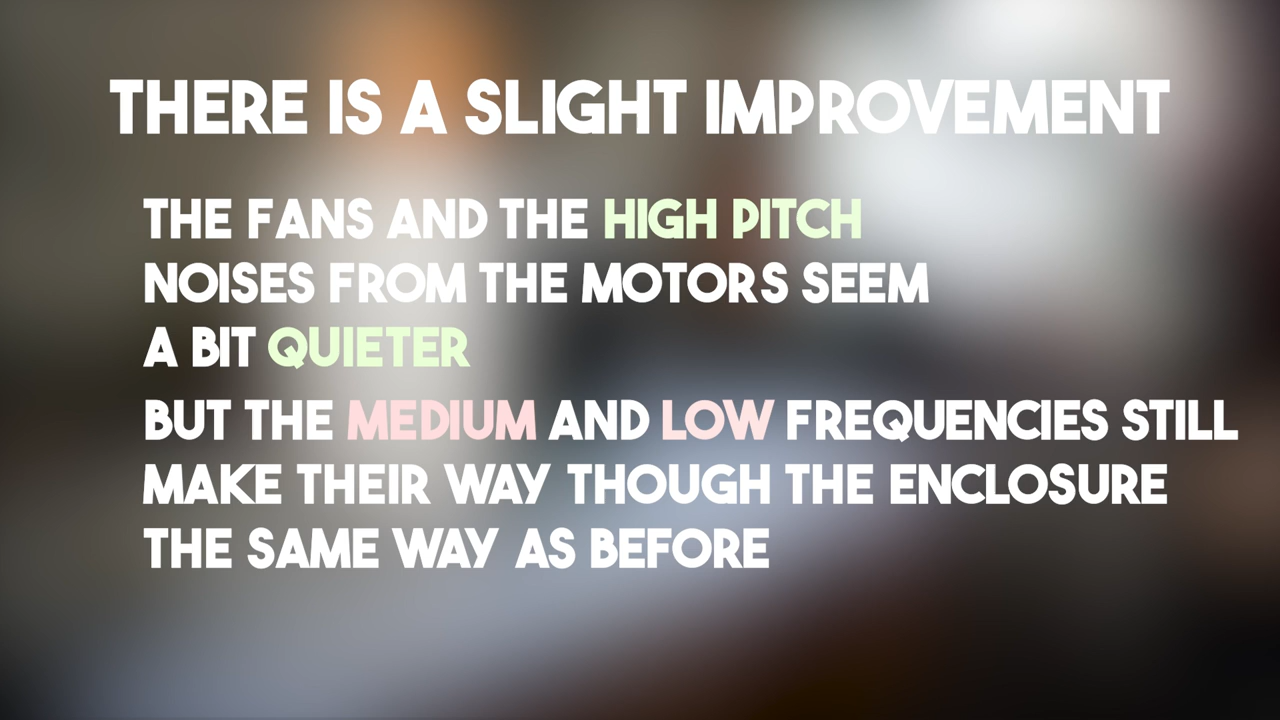 THERE IS A SLIGHT IMPROVEMENT
THE FANS AND THE HIGH PITCH
NOISES FROM THE MOTORS SEEM
A BIT QUIETER
BUT THE MEDIUM AND LOW FREQUENCIES STILL
MAKE THEIR WAY THOUGH THE ENCLOSURE
THE SAME WAY AS BEFORE